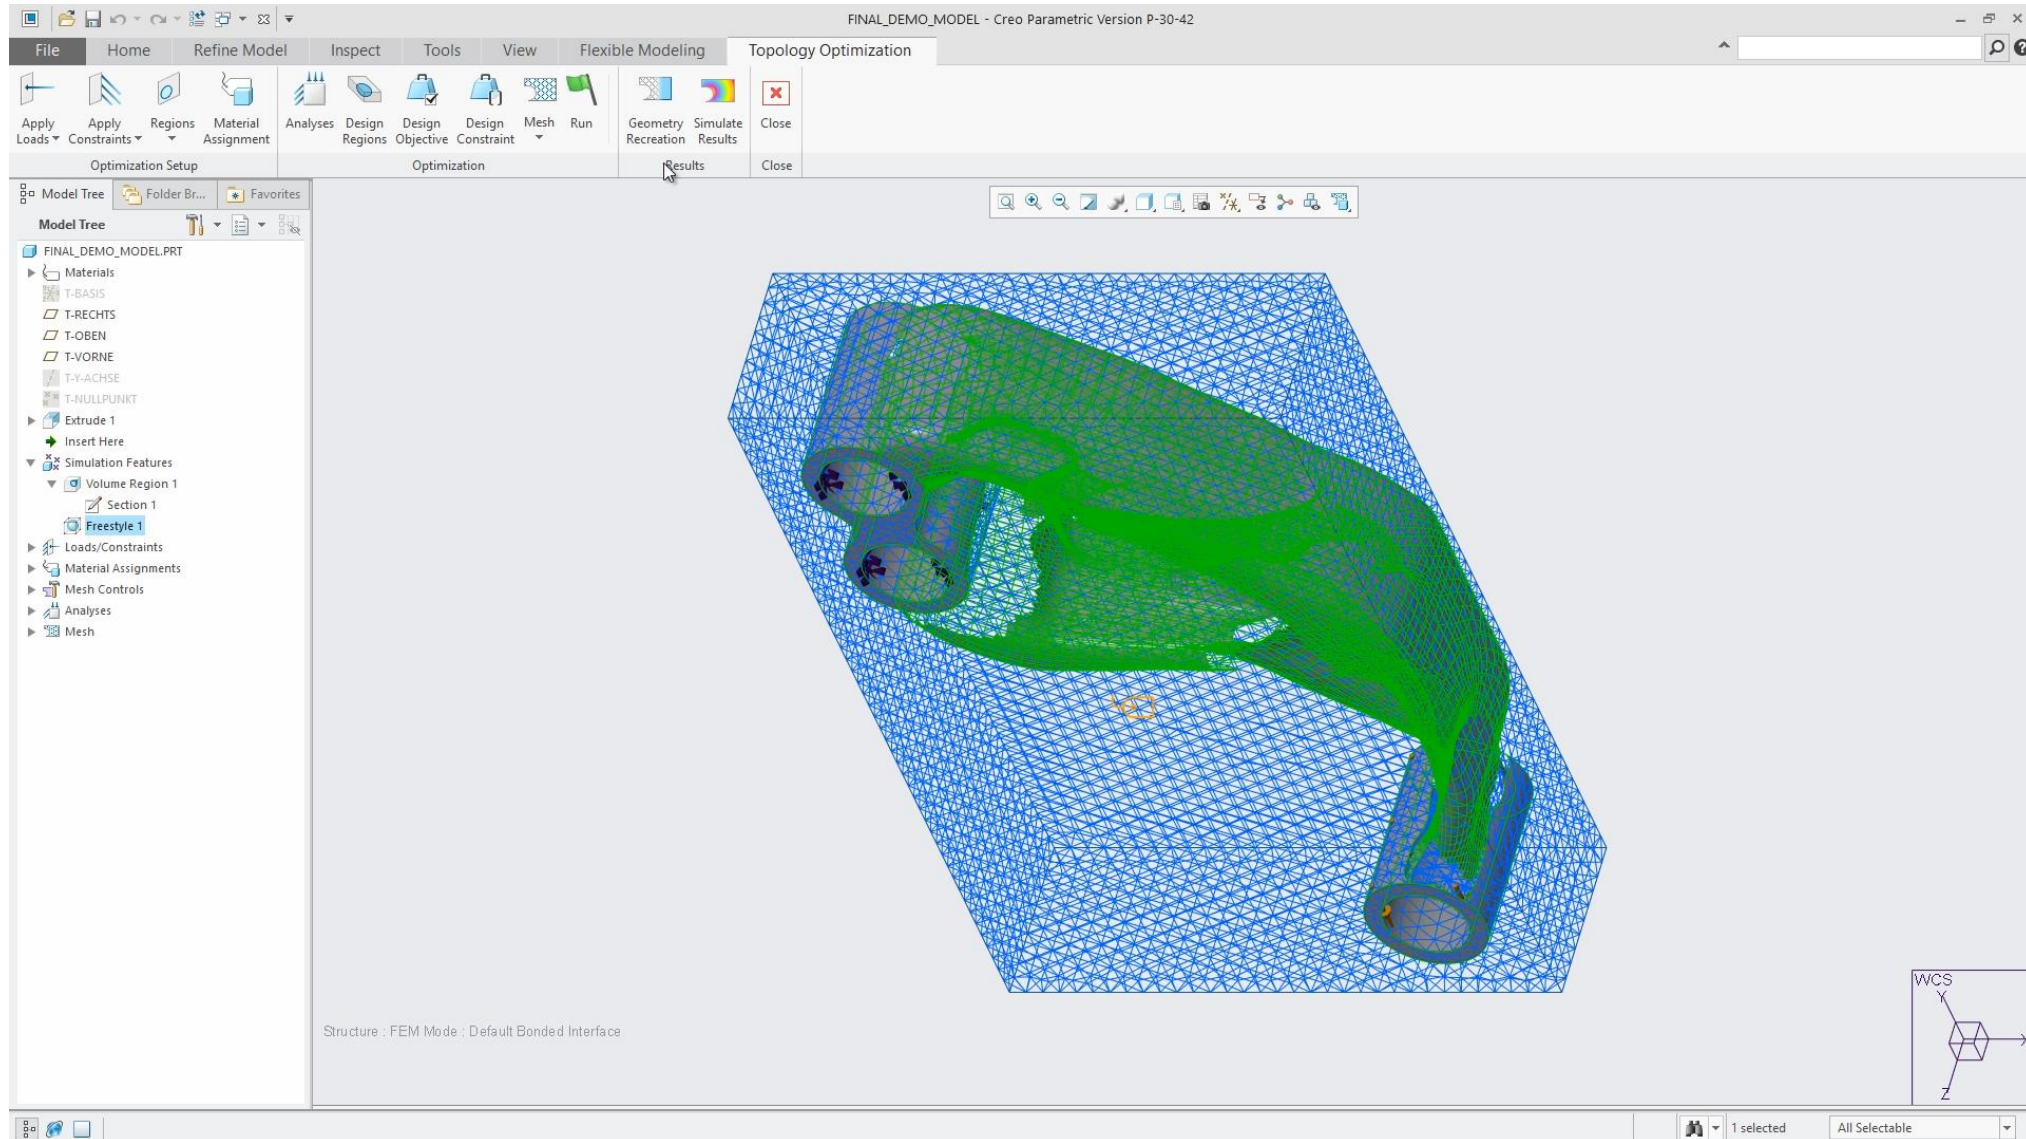 FINAL_DEMO_MODEL - Creo Parametric Version P-30-42
File Home Refine Model Inspect Tools View Flexible Modeling Topology Optimization
Apply Loads
Apply Constraints
Regions
Material Assignment
Analyses
Design Regions
Design Objective
Design Constraint
Mesh
Run
Geometry Recreation
Simulate Results
Close
Optimization Setup Optimization Results Close
Model Tree Folder Br... Favorites
Model Tree
FINAL_DEMO_MODEL.PRT
Materials
T-BASIS
T-RECHTS
T-OBEN
T-VORNE
T-Y-ACHSE
T-NULLPUNKT
Extrude 1
Insert Here
Simulation Features
Volume Region 1
Section 1
Freestyle 1
Loads/Constraints
Material Assignments
Mesh Controls
Analyses
Mesh
Structure : FEM Mode : Default Bonded Interface
WCS
Y
X
Z
1 selected All Selectable